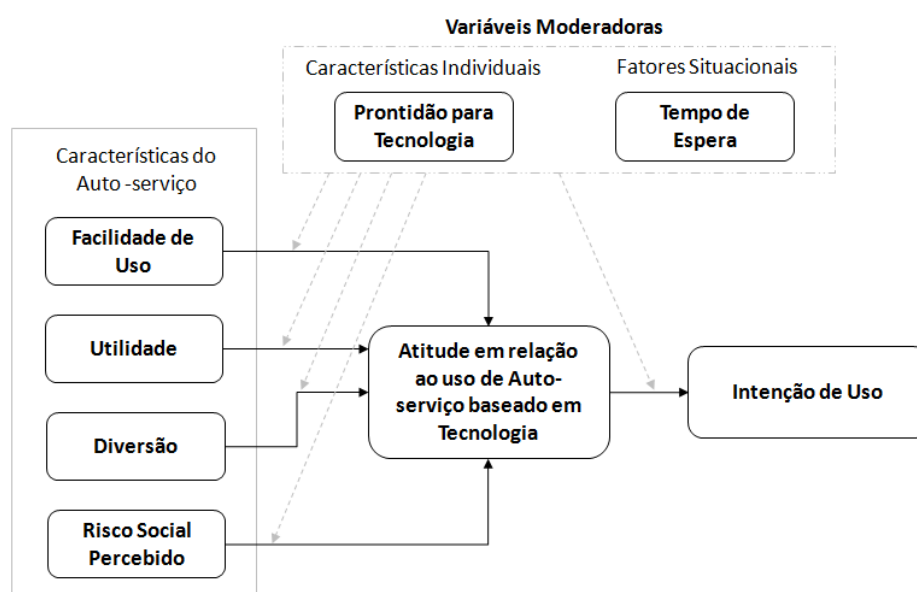 Variáveis Moderadoras
Características Individuais
Fatores Situacionais
Prontidão para
Tecnologia
Tempo de
Espera
Características do
Auto -serviço
Facilidade de
Uso
Utilidade
Diversão
Risco Social
Percebido
Atitude em relação
ao uso de Auto-
serviço baseado em
Tecnologia
Intenção de Uso